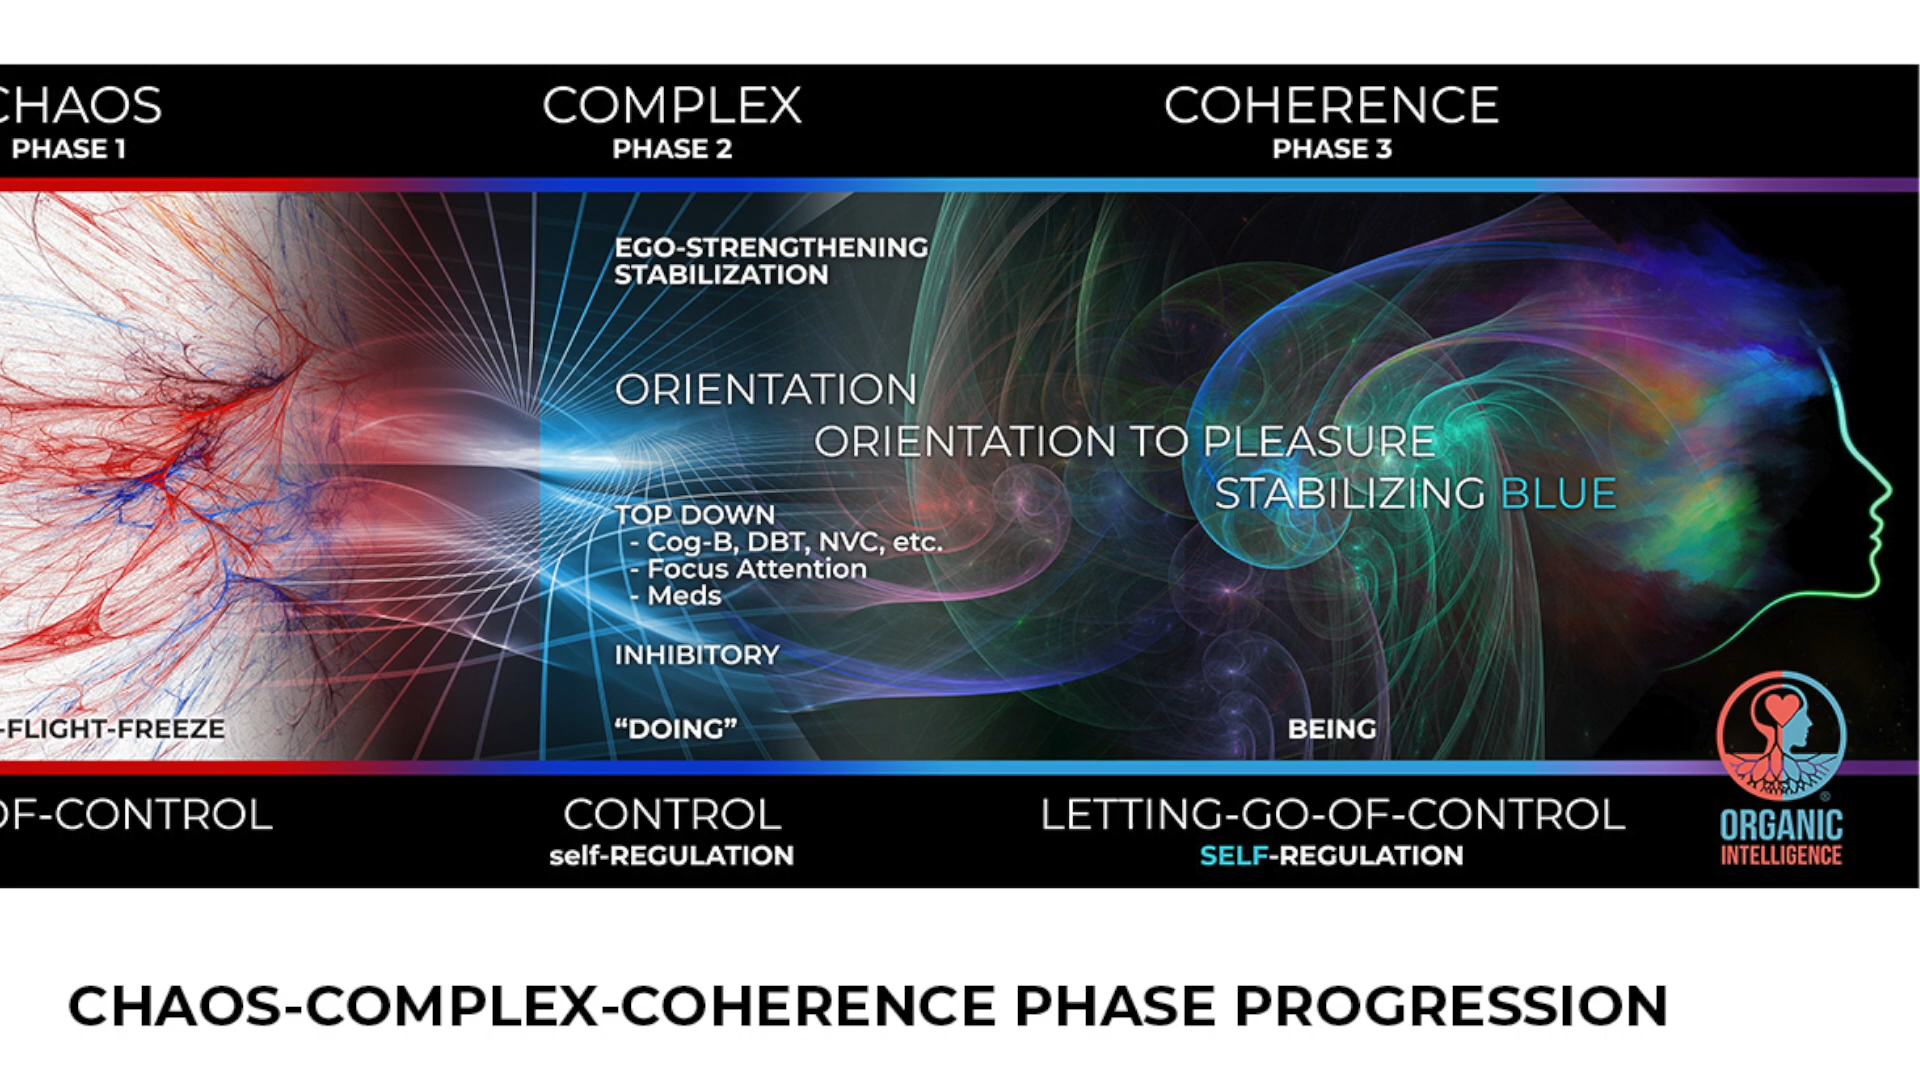 CHAOS
PHASE 1
COMPLEX
PHASE 2
COHERENCE
PHASE 3
EGO-STRENGTHENING
STABILIZATION
ORIENTATION
ORIENTATION TO PLEASURE
STABILIZING BLUE
TOP DOWN
- Cog-B, DBT, NVC, etc.
- Focus Attention
- Meds
INHIBITORY
-FLIGHT-FREEZE
“DOING”
BEING
OF-CONTROL
CONTROL
self-REGULATION
LETTING-GO-OF-CONTROL
SELF-REGULATION
®
ORGANIC
INTELLIGENCE
CHAOS-COMPLEX-COHERENCE PHASE PROGRESSION